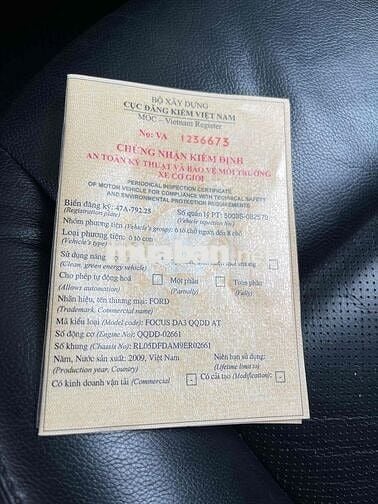 BỘ XÂY DỰNG
CỤC ĐĂNG KIỂM VIỆT NAM
MOC – Vietnam Register
No: VA 1236673
CHỨNG NHẬN KIỂM ĐỊNH
AN TOÀN KỸ THUẬT VÀ BẢO VỆ MÔI TRƯỜNG
XE CƠ GIỚI
PERIODICAL INSPECTION CERTIFICATE
OF MOTOR VEHICLE FOR COMPLIANCE WITH TECHNICAL SAFETY
AND ENVIRONMENTAL PROTECTION REQUIREMENTS
Biển đăng ký: 47A-792.25 Số quản lý PT: 5000S-082570
(Registration plate) (Vehicle inspection No)
Nhóm phương tiện (Vehicle's group): ô tô chở người đến 8 chỗ
Loại phương tiện: ô tô con
(Vehicle's type)
Sử dụng năng
(Clean, green energy vehicle)
Cho phép tự động hoá Một phần Toàn phần
(Allows automation) (Partially) (Fully)
Nhãn hiệu, tên thương mại: FORD
(Trademark, Commercial name)
Mã kiểu loại (Model code): FOCUS DA3 QQDD AT
Số động cơ (Engine No): QQDD-02661
Số khung (Chassis No): RL05DFDAM9ER02661
Năm, Nước sản xuất: 2009, Việt Nam Niên hạn sử dụng:
(Production year, Country) (Lifetime limit to)
Có kinh doanh vận tải (Commercial - Có cải tạo (Modification): -